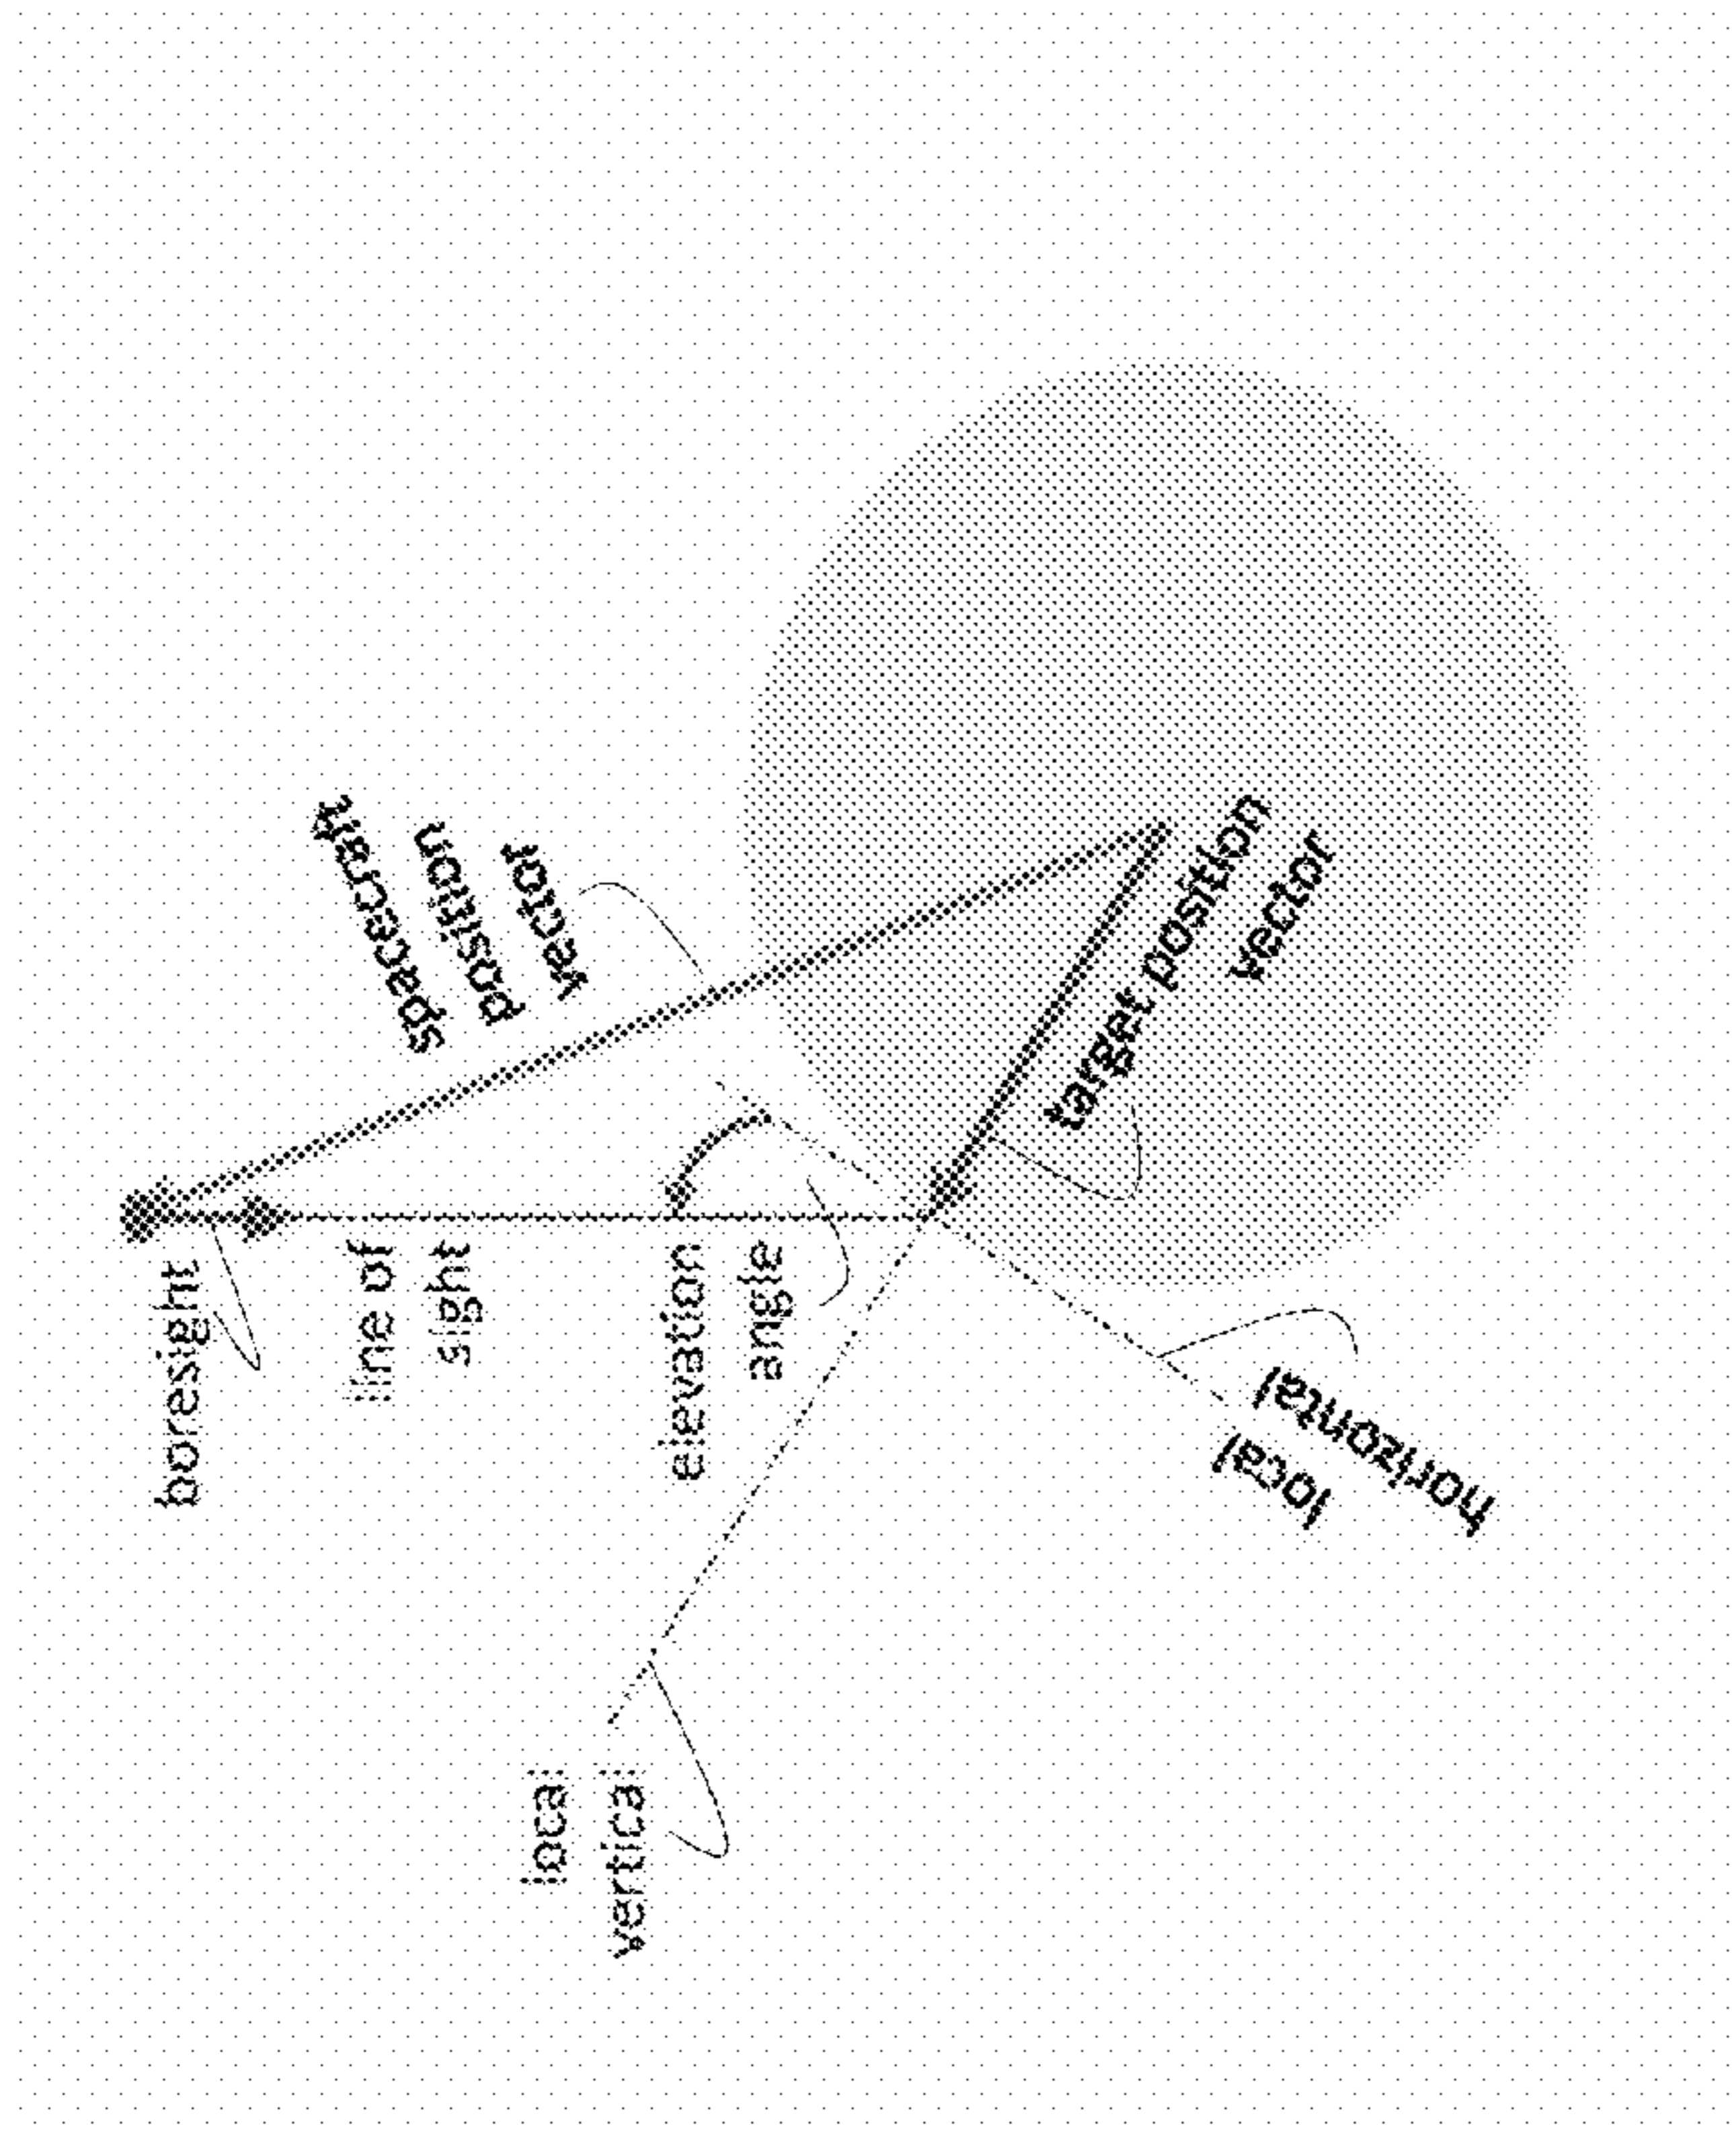 spacecraft
position
vector
target position
vector
boresight
line of
sight
elevation
angle
local
horizontal
local
vertical